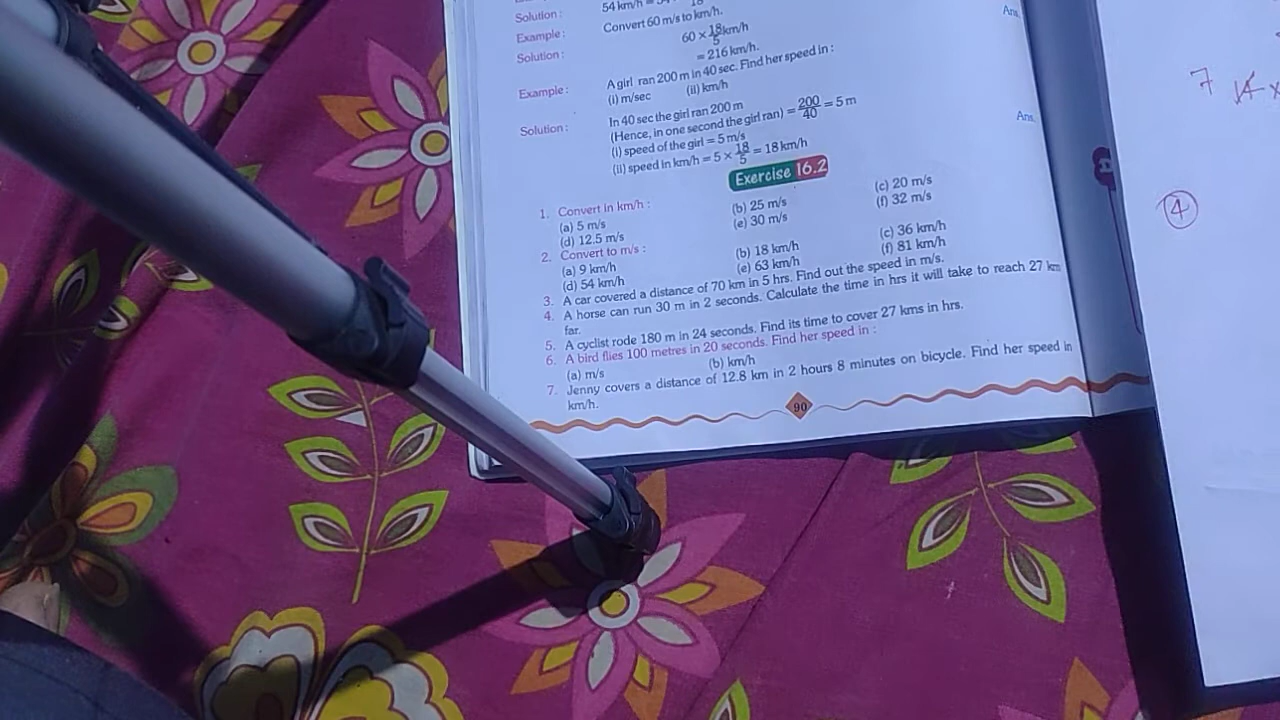 Solution :
54 km/h =
18
Example :
Convert 60 m/s to km/h.
Ans.
Solution :
60 × 18/5 km/h
= 216 km/h.
Example :
A girl ran 200 m in 40 sec. Find her speed in :
(i) m/sec (ii) km/h
Solution :
In 40 sec the girl ran 200 m
(Hence, in one second the girl ran) = 200/40 = 5 m
(i) speed of the girl = 5 m/s
Ans.
(ii) speed in km/h = 5 × 18/5 = 18 km/h
Exercise 16.2
1. Convert in km/h :
(a) 5 m/s (b) 25 m/s (c) 20 m/s
(d) 12.5 m/s (e) 30 m/s (f) 32 m/s
2. Convert to m/s :
(a) 9 km/h (b) 18 km/h (c) 36 km/h
(d) 54 km/h (e) 63 km/h (f) 81 km/h
3. A car covered a distance of 70 km in 5 hrs. Find out the speed in m/s.
4. A horse can run 30 m in 2 seconds. Calculate the time in hrs it will take to reach 27 km
far.
5. A cyclist rode 180 m in 24 seconds. Find its time to cover 27 kms in hrs.
6. A bird flies 100 metres in 20 seconds. Find her speed in :
(a) m/s (b) km/h
7. Jenny covers a distance of 12.8 km in 2 hours 8 minutes on bicycle. Find her speed in
km/h.
90
7
4